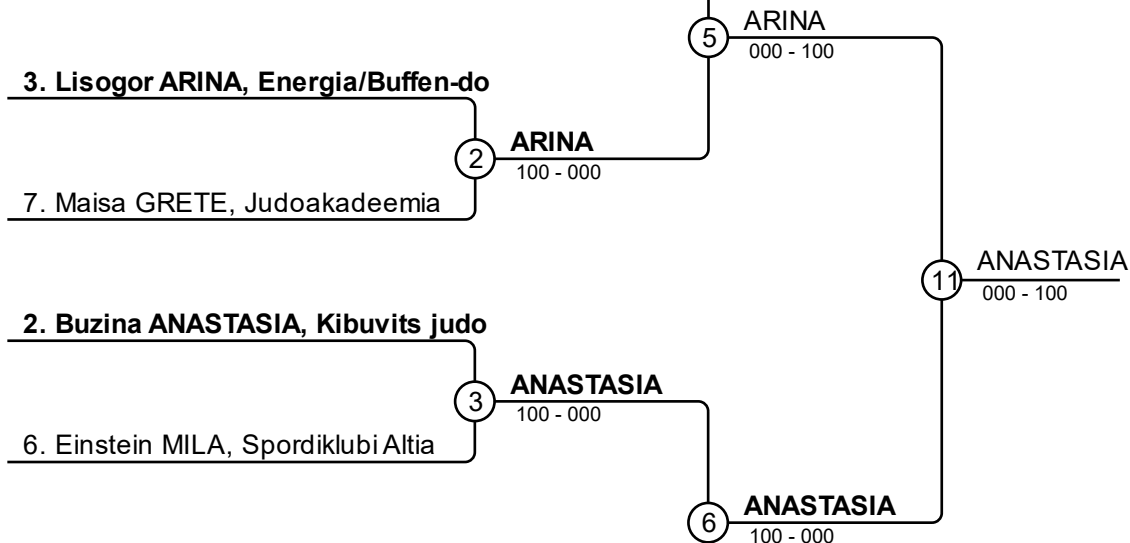 5
ARINA
000 - 100
3. Lisogor ARINA, Energia/Buffen-do
2
ARINA
100 - 000
7. Maisa GRETE, Judoakadeemia
11
ANASTASIA
000 - 100
2. Buzina ANASTASIA, Kibuvits judo
3
ANASTASIA
100 - 000
6. Einstein MILA, Spordiklubi Altia
6
ANASTASIA
100 - 000